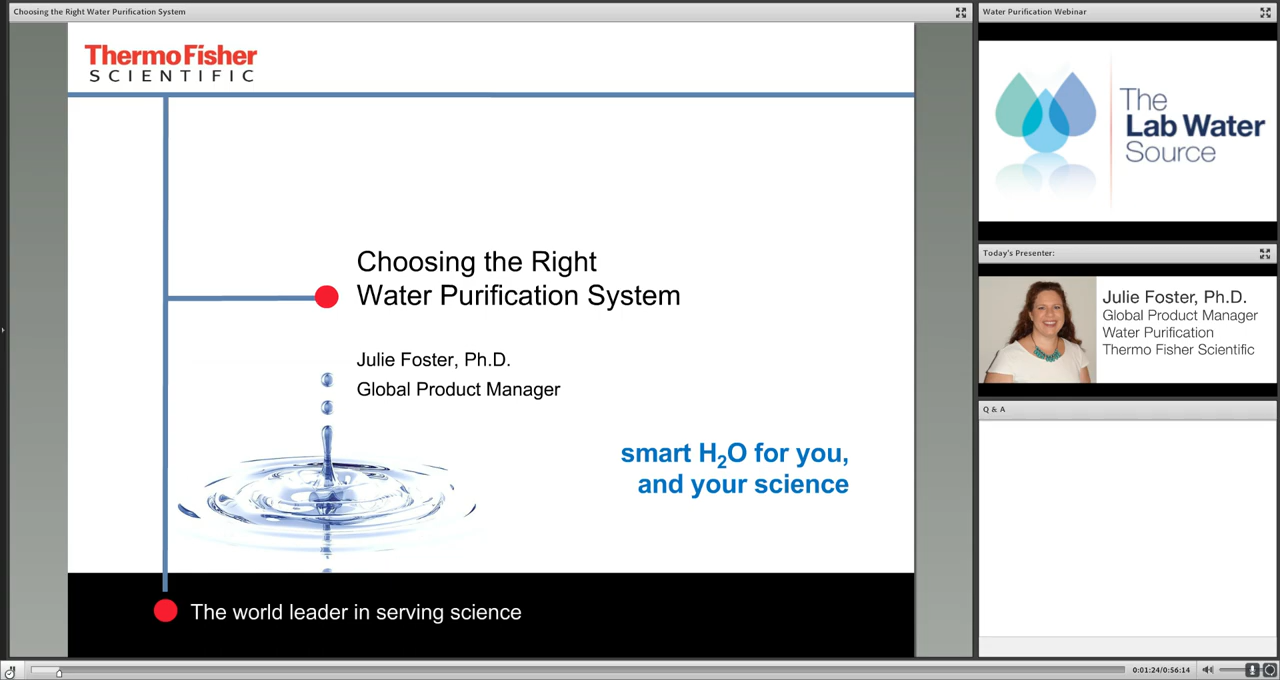 Choosing the Right Water Purification System
ThermoFisher
SCIENTIFIC
Choosing the Right
Water Purification System
Julie Foster, Ph.D.
Global Product Manager
smart H₂O for you,
and your science
The world leader in serving science
Water Purification Webinar
The
Lab Water
Source
Today's Presenter:
Julie Foster, Ph.D.
Global Product Manager
Water Purification
Thermo Fisher Scientific
Q & A
0:01:24/0:56:14